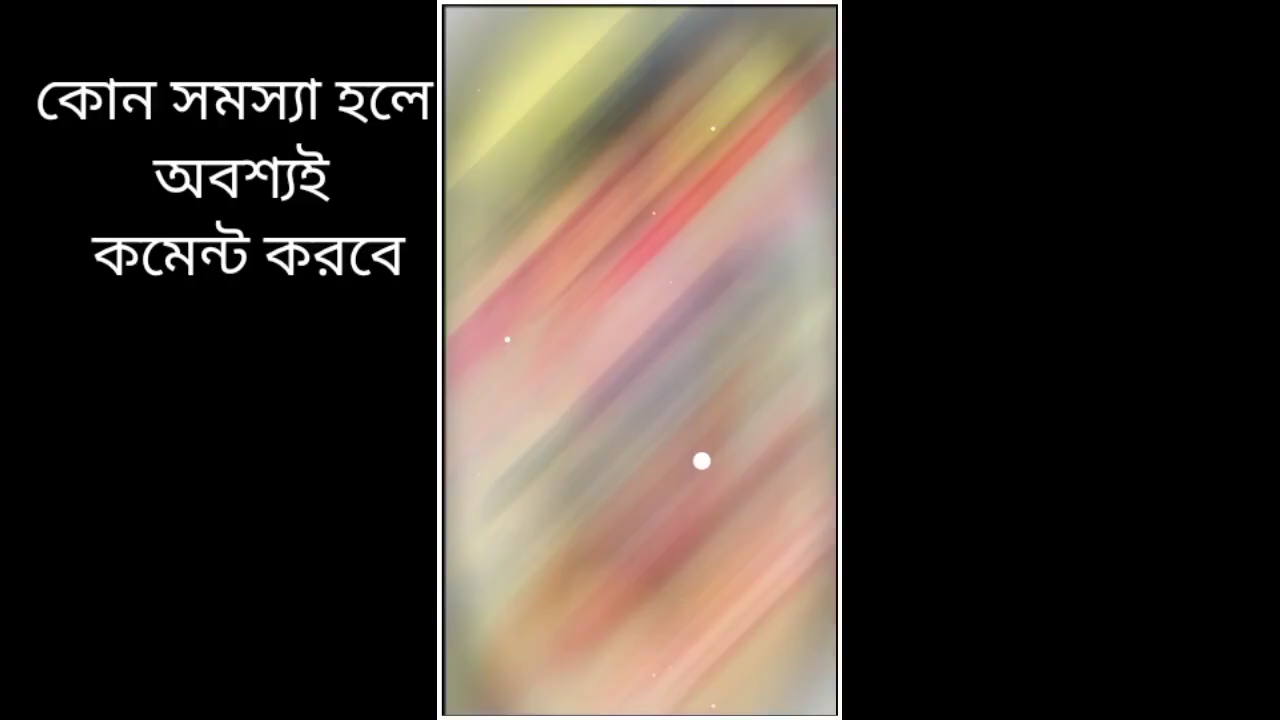 কোন সমস্যা হলে
অবশ্যই
কমেন্ট করবে